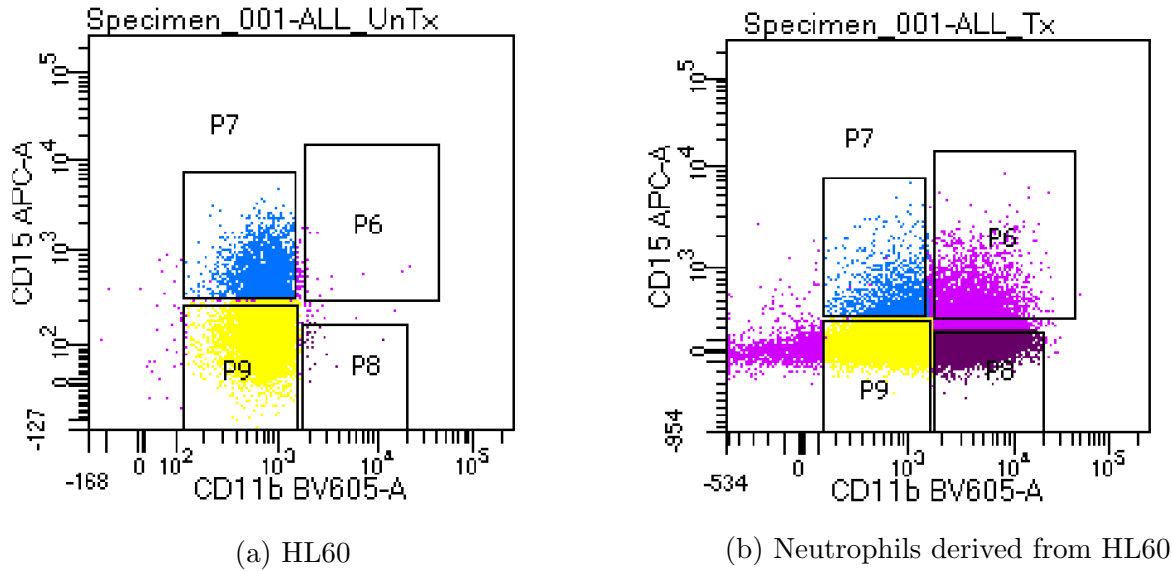 Specimen_001-ALL_UnTx
CD15 APC-A
10^5
10^4
10^3
10^2
0
-127
P7
P6
P9
P8
-168
0
10^2
10^3
10^4
10^5
CD11b BV605-A
(a) HL60
Specimen_001-ALL_Tx
CD15 APC-A
10^5
10^4
10^3
0
-854
P7
P6
P9
P8
-534
0
10^3
10^4
10^5
CD11b BV605-A
(b) Neutrophils derived from HL60